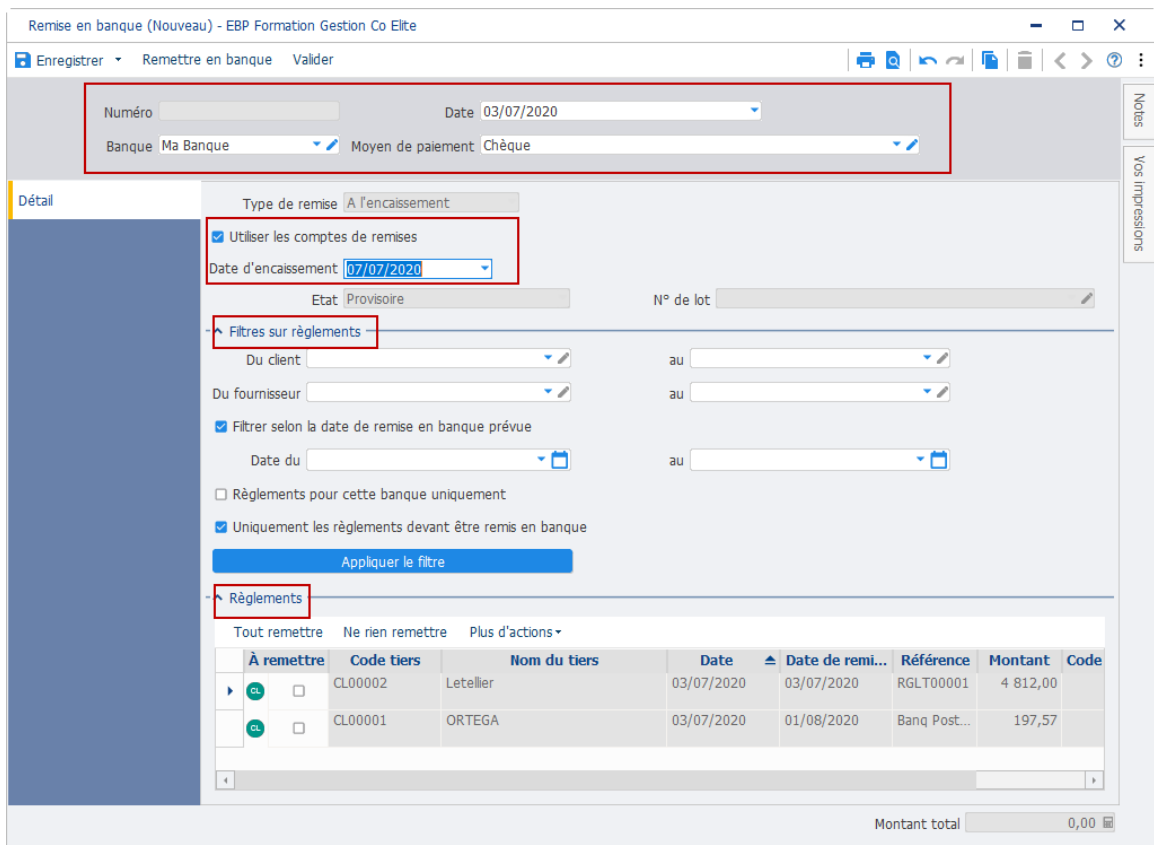 Remise en banque (Nouveau) - EBP Formation Gestion Co Elite
Enregistrer Remettre en banque Valider
Numéro Date 03/07/2020
Banque Ma Banque Moyen de paiement Chèque
Notes
Vos impressions
Détail
Type de remise A l'encaissement
Utiliser les comptes de remises
Date d'encaissement 07/07/2020
Etat Provisoire N° de lot
Filtres sur règlements
Du client au
Du fournisseur au
Filtrer selon la date de remise en banque prévue
Date du au
Règlements pour cette banque uniquement
Uniquement les règlements devant être remis en banque
Appliquer le filtre
Règlements
Tout remettre Ne rien remettre Plus d'actions
À remettre Code tiers Nom du tiers Date Date de remi... Référence Montant Code
CL CL00002 Letellier 03/07/2020 03/07/2020 RGLT00001 4 812,00
CL CL00001 ORTEGA 03/07/2020 01/08/2020 Banq Post... 197,57
Montant total 0,00